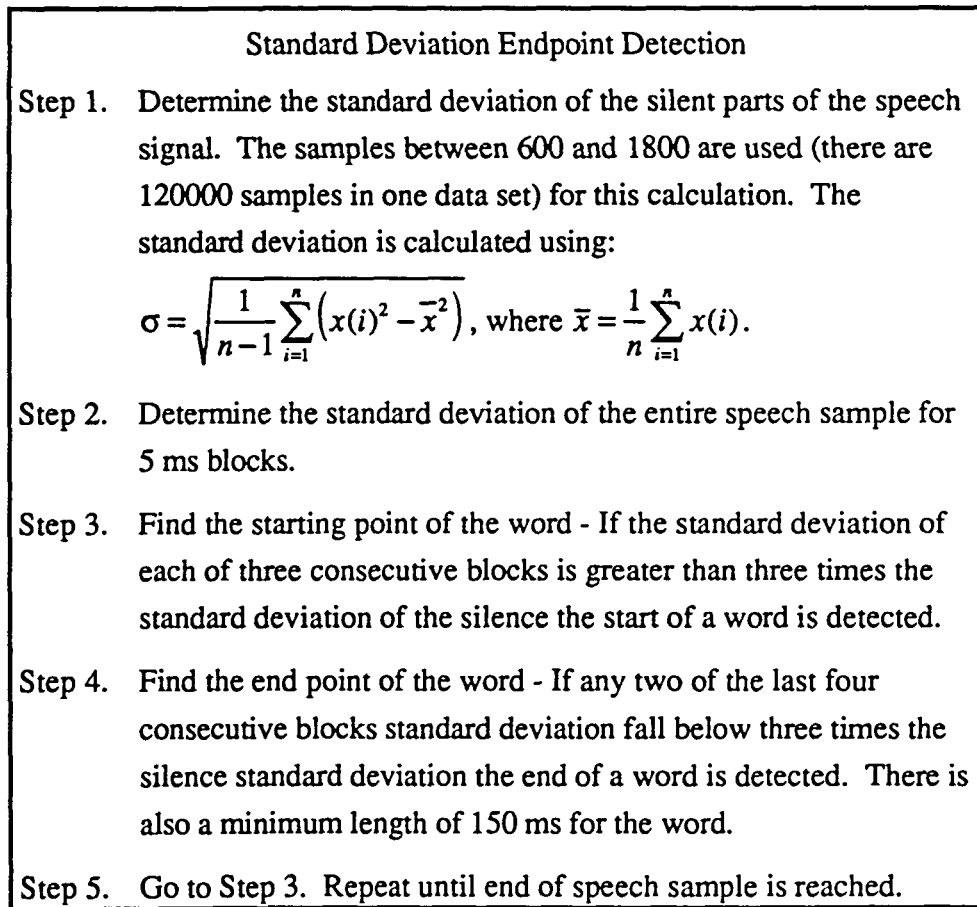 Standard Deviation Endpoint Detection
Step 1. Determine the standard deviation of the silent parts of the speech
signal. The samples between 600 and 1800 are used (there are
120000 samples in one data set) for this calculation. The
standard deviation is calculated using:
σ = √(1/(n−1) ∑_{i=1}^{n} (x(i)² − x̄²)), where x̄ = 1/n ∑_{i=1}^{n} x(i).
Step 2. Determine the standard deviation of the entire speech sample for
5 ms blocks.
Step 3. Find the starting point of the word - If the standard deviation of
each of three consecutive blocks is greater than three times the
standard deviation of the silence the start of a word is detected.
Step 4. Find the end point of the word - If any two of the last four
consecutive blocks standard deviation fall below three times the
silence standard deviation the end of a word is detected. There is
also a minimum length of 150 ms for the word.
Step 5. Go to Step 3. Repeat until end of speech sample is reached.